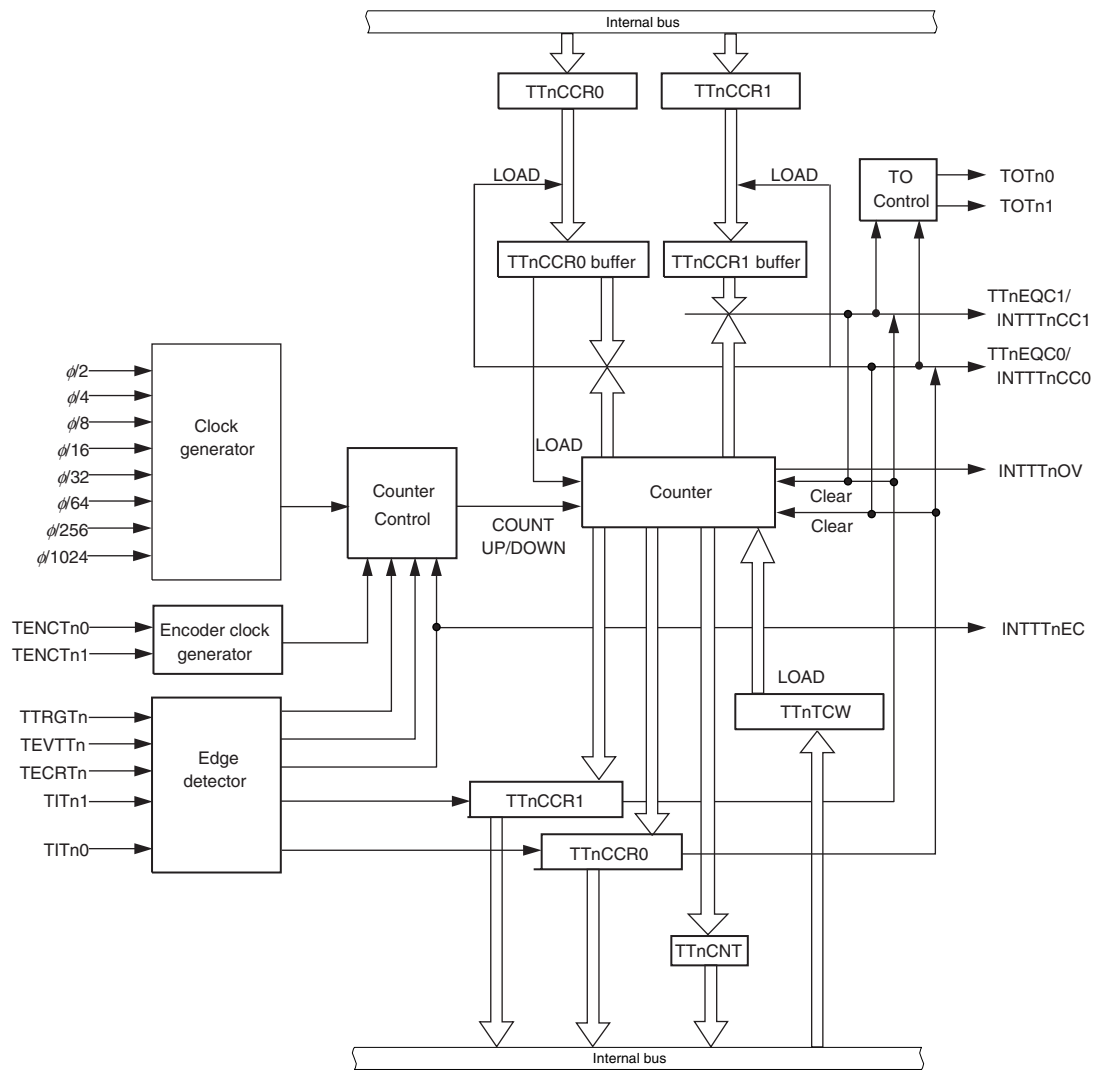 Internal bus
TTnCCR0
TTnCCR1
LOAD
LOAD
TO
Control
TOTn0
TOTn1
TTnCCR0 buffer
TTnCCR1 buffer
TTnEQC1/
INTTTnCC1
TTnEQC0/
INTTTnCC0
ϕ/2
ϕ/4
ϕ/8
ϕ/16
ϕ/32
ϕ/64
ϕ/256
ϕ/1024
Clock
generator
Counter
Control
LOAD
COUNT
UP/DOWN
Counter
Clear
Clear
INTTTnOV
TENCTn0
TENCTn1
Encoder clock
generator
INTTTnEC
LOAD
TTnTCW
TTRGTn
TEVTTn
TECRTn
TITn1
TITn0
Edge
detector
TTnCCR1
TTnCCR0
TTnCNT
Internal bus